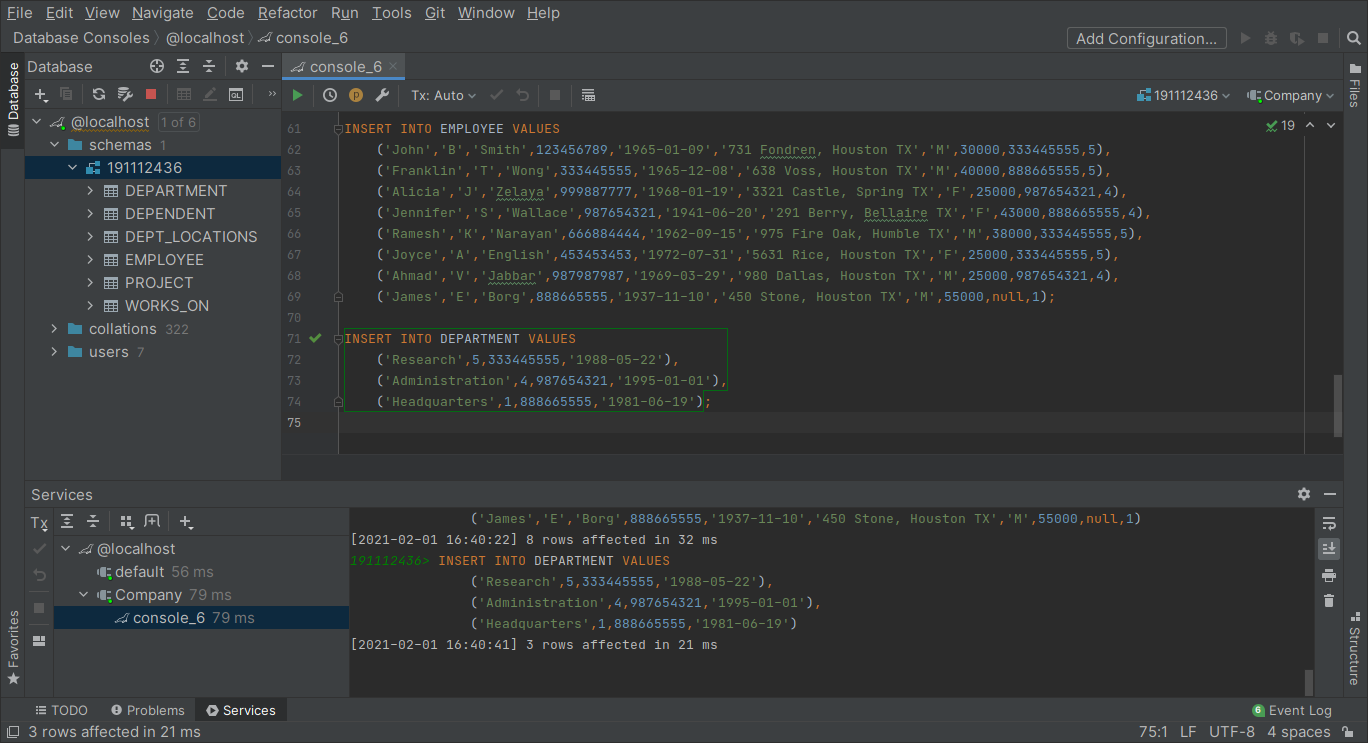 File Edit View Navigate Code Refactor Run Tools Git Window Help
Database Consoles @localhost console_6 Add Configuration...
Database
console_6
Database
Files
Tx: Auto 191112436 Company
@localhost 1 of 6
schemas 1
191112436
DEPARTMENT
DEPENDENT
DEPT_LOCATIONS
EMPLOYEE
PROJECT
WORKS_ON
collations 322
users 7
19
61 INSERT INTO EMPLOYEE VALUES
62 ('John','B','Smith',123456789,'1965-01-09','731 Fondren, Houston TX','M',30000,333445555,5),
63 ('Franklin','T','Wong',333445555,'1965-12-08','638 Voss, Houston TX','M',40000,888665555,5),
64 ('Alicia','J','Zelaya',999887777,'1968-01-19','3321 Castle, Spring TX','F',25000,987654321,4),
65 ('Jennifer','S','Wallace',987654321,'1941-06-20','291 Berry, Bellaire TX','F',43000,888665555,4),
66 ('Ramesh','K','Narayan',666884444,'1962-09-15','975 Fire Oak, Humble TX','M',38000,333445555,5),
67 ('Joyce','A','English',453453453,'1972-07-31','5631 Rice, Houston TX','F',25000,333445555,5),
68 ('Ahmad','V','Jabbar',987987987,'1969-03-29','980 Dallas, Houston TX','M',25000,987654321,4),
69 ('James','E','Borg',888665555,'1937-11-10','450 Stone, Houston TX','M',55000,null,1);
70
71 INSERT INTO DEPARTMENT VALUES
72 ('Research',5,333445555,'1988-05-22'),
73 ('Administration',4,987654321,'1995-01-01'),
74 ('Headquarters',1,888665555,'1981-06-19');
75
Services
Tx
@localhost
default 56 ms
Company 79 ms
console_6 79 ms
('James','E','Borg',888665555,'1937-11-10','450 Stone, Houston TX','M',55000,null,1)
[2021-02-01 16:40:22] 8 rows affected in 32 ms
191112436> INSERT INTO DEPARTMENT VALUES
('Research',5,333445555,'1988-05-22'),
('Administration',4,987654321,'1995-01-01'),
('Headquarters',1,888665555,'1981-06-19')
[2021-02-01 16:40:41] 3 rows affected in 21 ms
Favorites
Structure
TODO Problems Services 6 Event Log
3 rows affected in 21 ms 75:1 LF UTF-8 4 spaces